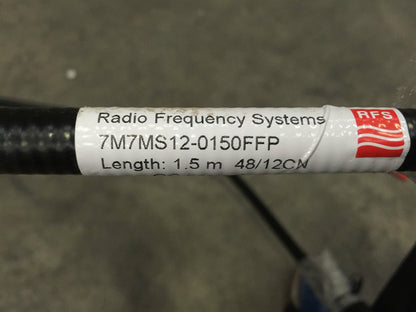 Radio Frequency Systems
RFS
7M7MS12-0150FFP
Length: 1.5 m 48/12CN